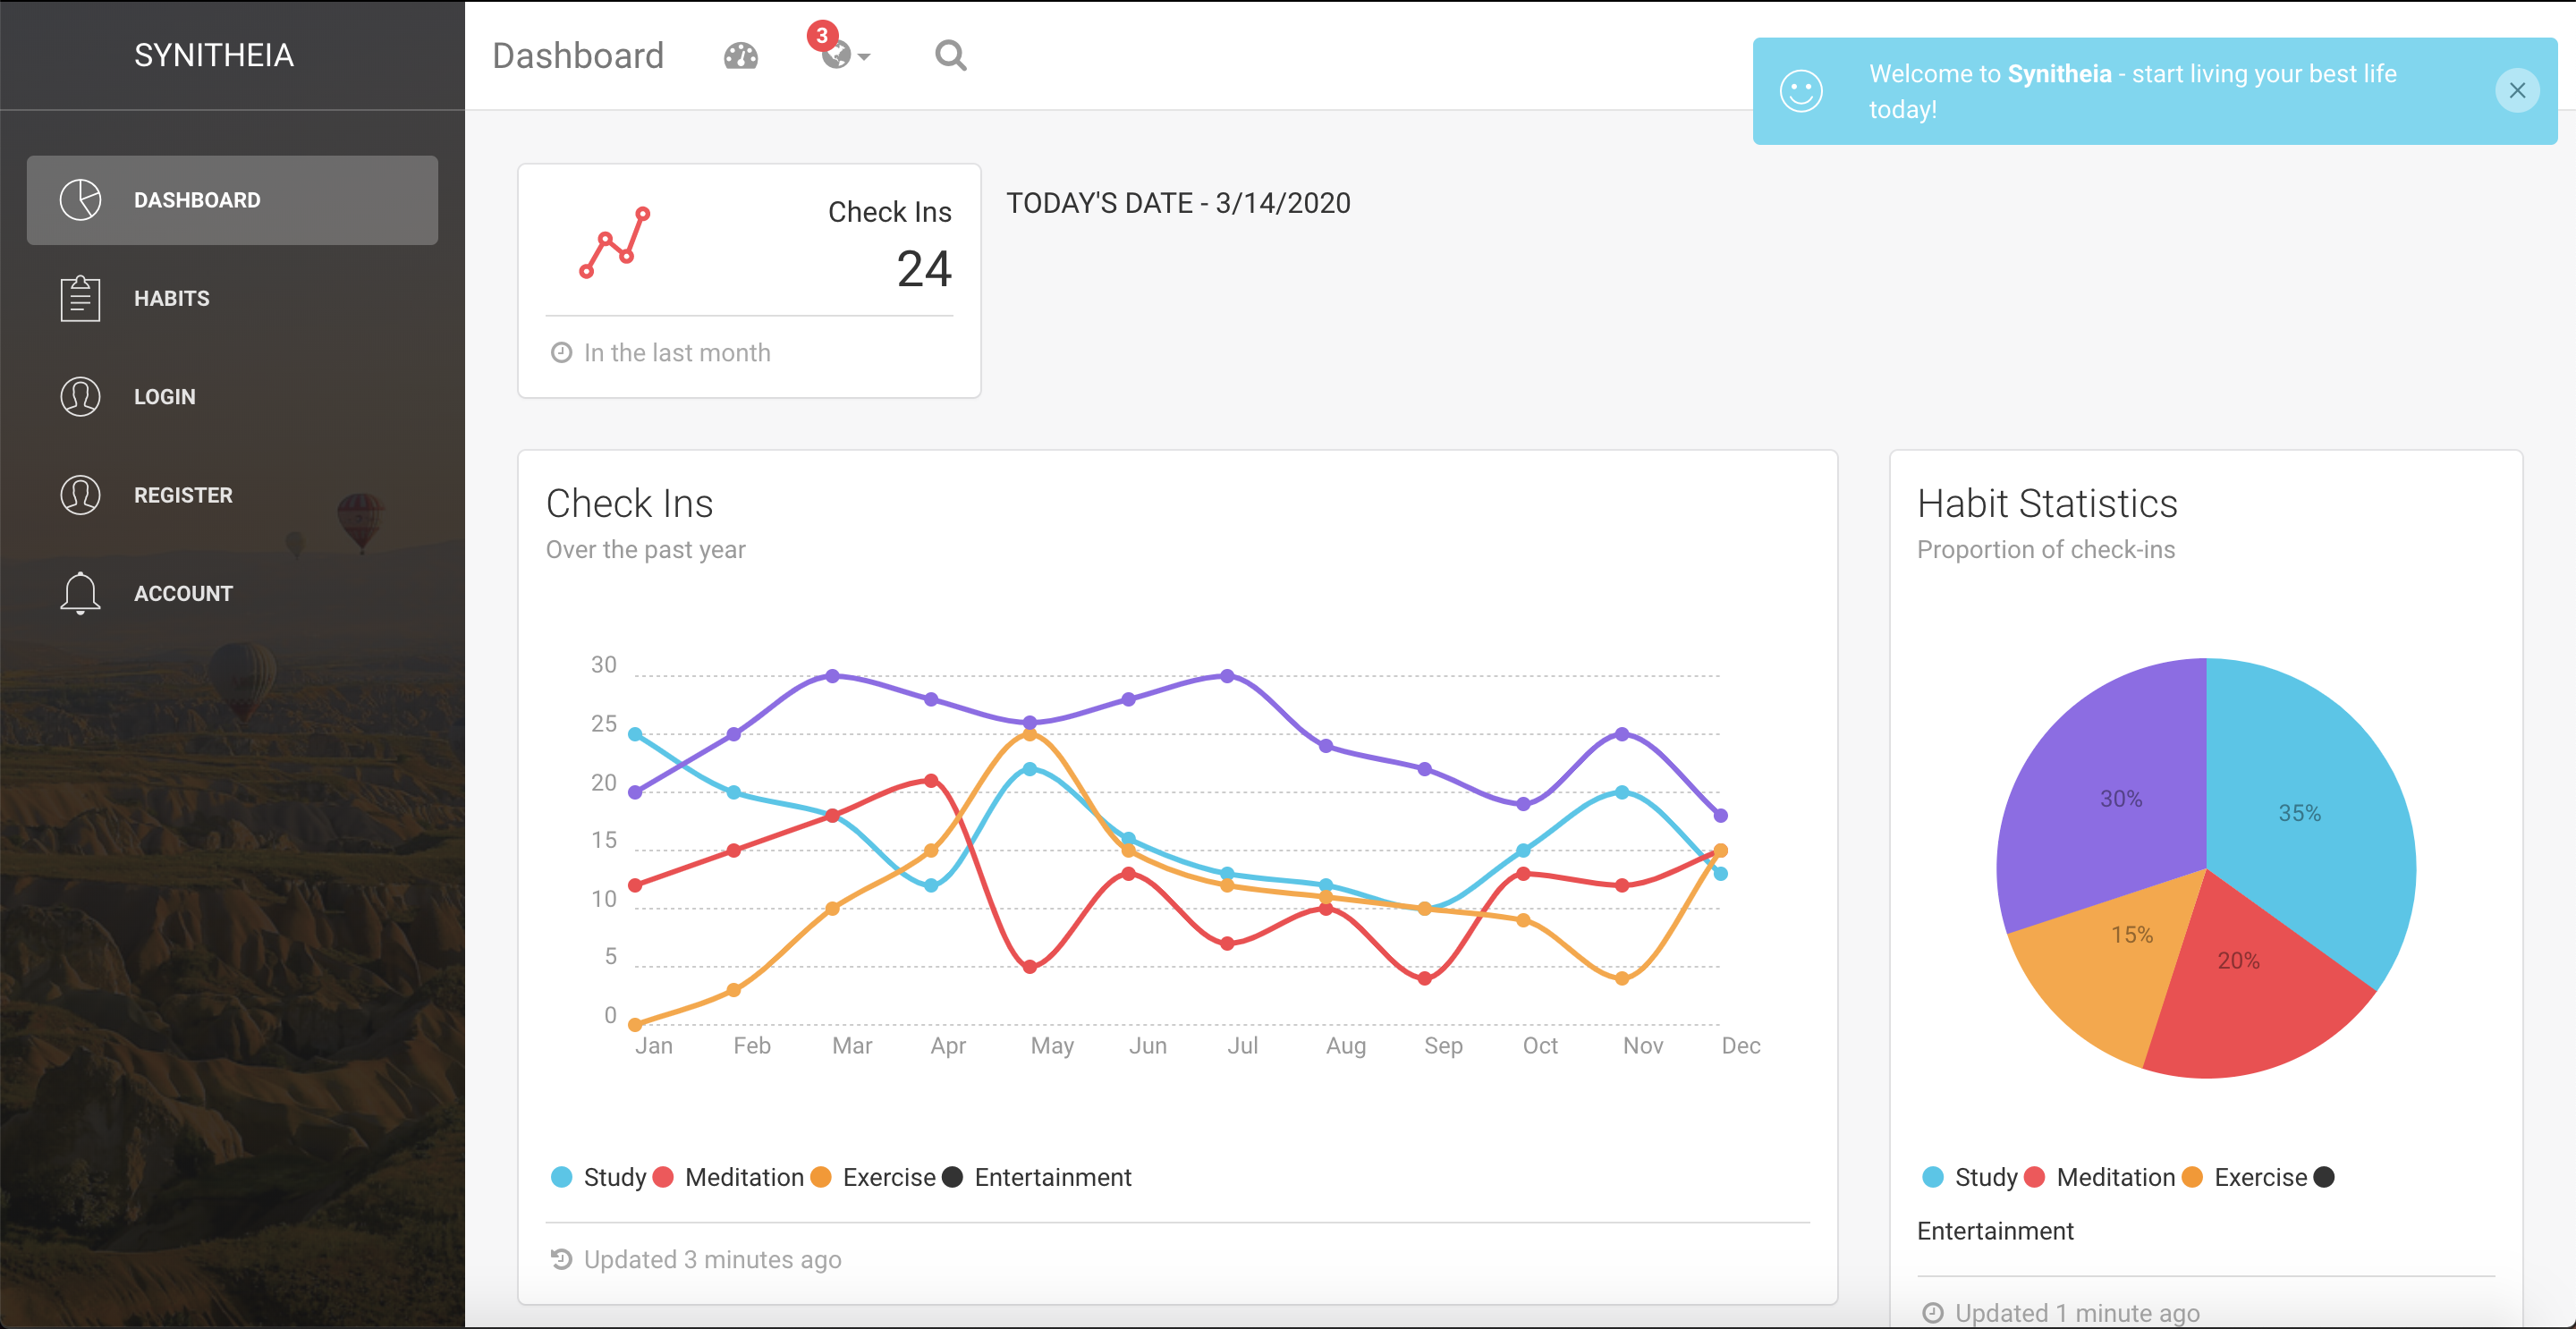 SYNITHEIA
DASHBOARD
HABITS
LOGIN
REGISTER
ACCOUNT
Dashboard
3
Welcome to Synitheia - start living your best life
today!
Check Ins
24
In the last month
TODAY'S DATE - 3/14/2020
Check Ins
Over the past year
30
25
20
15
10
5
0
Jan Feb Mar Apr May Jun Jul Aug Sep Oct Nov Dec
Study Meditation Exercise Entertainment
Updated 3 minutes ago
Habit Statistics
Proportion of check-ins
30%
35%
15%
20%
Study Meditation Exercise
Entertainment
Updated 1 minute ago